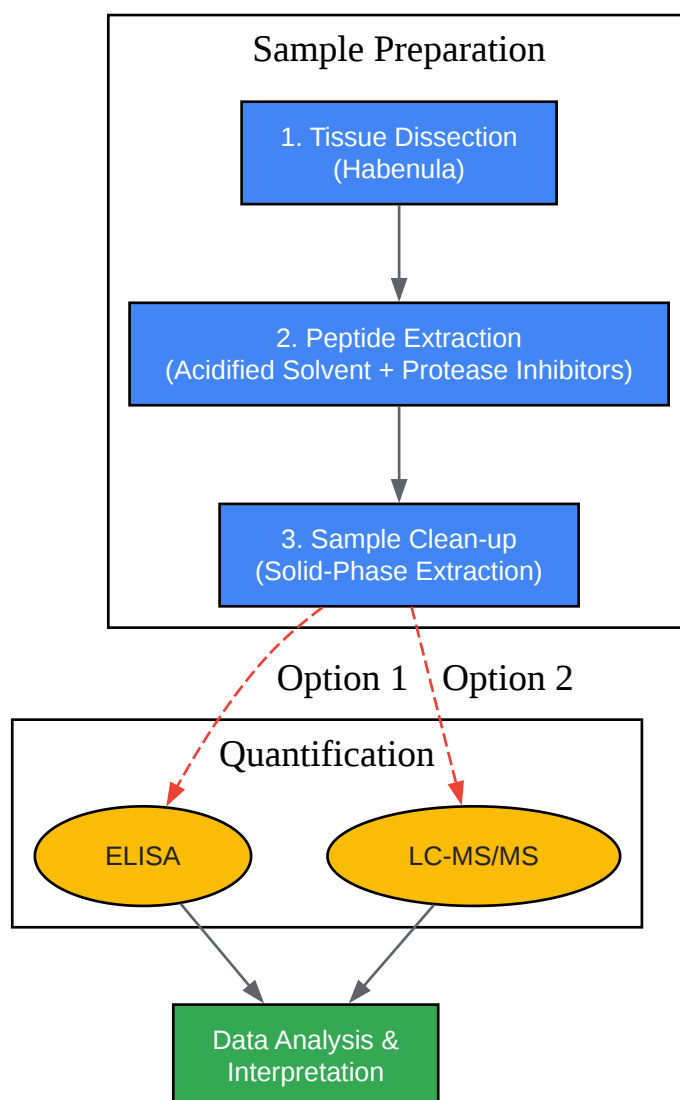 Sample Preparation
1. Tissue Dissection
(Habenula)
2. Peptide Extraction
(Acidified Solvent + Protease Inhibitors)
3. Sample Clean-up
(Solid-Phase Extraction)
Option 1
Option 2
Quantification
ELISA
LC-MS/MS
Data Analysis &
Interpretation